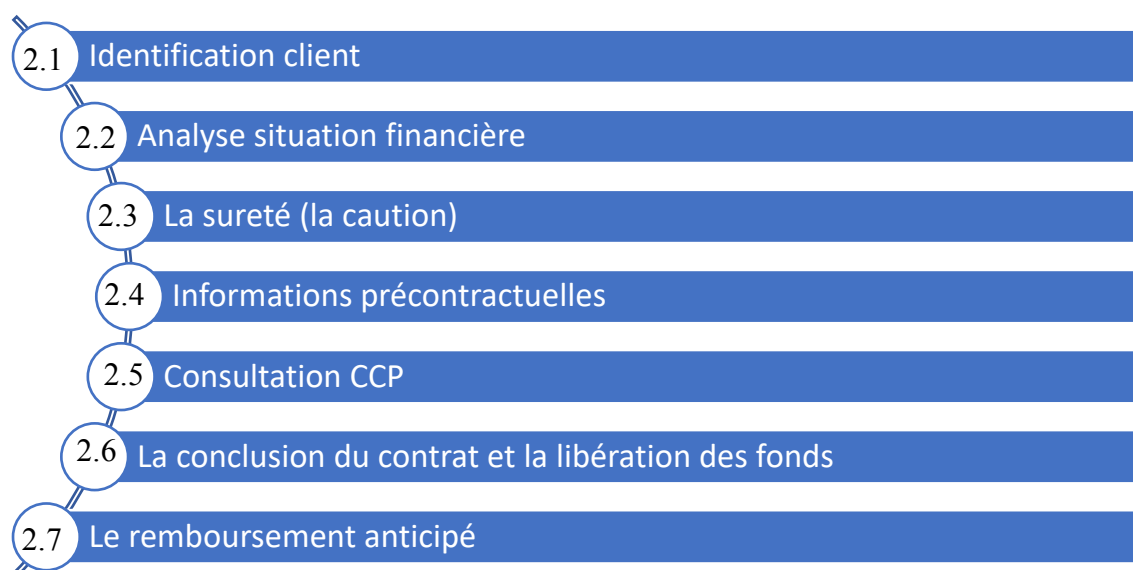 2.1 Identification client
2.2 Analyse situation financière
2.3 La sureté (la caution)
2.4 Informations précontractuelles
2.5 Consultation CCP
2.6 La conclusion du contrat et la libération des fonds
2.7 Le remboursement anticipé